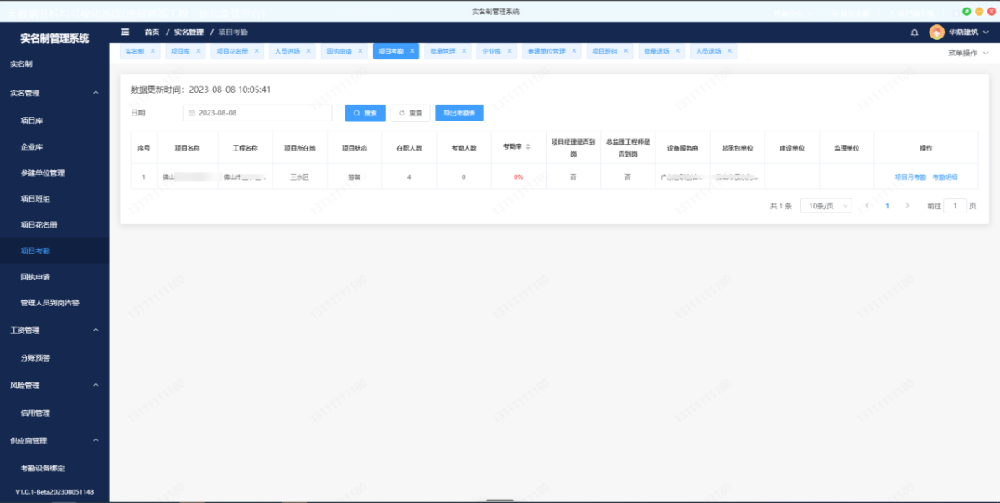 实名制管理系统
实名制管理系统
首页 / 实名管理 / 项目考勤
华鼎建筑
实名制 × 项目库 × 项目花名册 × 人员进场 × 回执申请 × 项目考勤 × 批量管理 × 企业库 × 参建单位管理 × 项目班组 × 批量退场 × 人员退场 ×
菜单操作
实名制
实名管理
项目库
企业库
参建单位管理
项目班组
项目花名册
项目考勤
回执申请
管理人员到岗告警
工资管理
分账预警
风险管理
信用管理
供应商管理
考勤设备绑定
V1.0.1-Beta202308051148
数据更新时间：2023-08-08 10:05:41
日期 2023-08-08 搜索 重置 导出考勤表
序号 项目名称 工程名称 项目所在地 项目状态 在职人数 考勤人数 考勤率 项目经理是否到岗 总监理工程师是否到岗 设备服务商 总承包单位 建设单位 监理单位 操作
1 佛山 佛山市 三水区 筹备 4 0 0% 否 否 项目月考勤 考勤明细
共 1 条 10条/页 1 前往 1 页